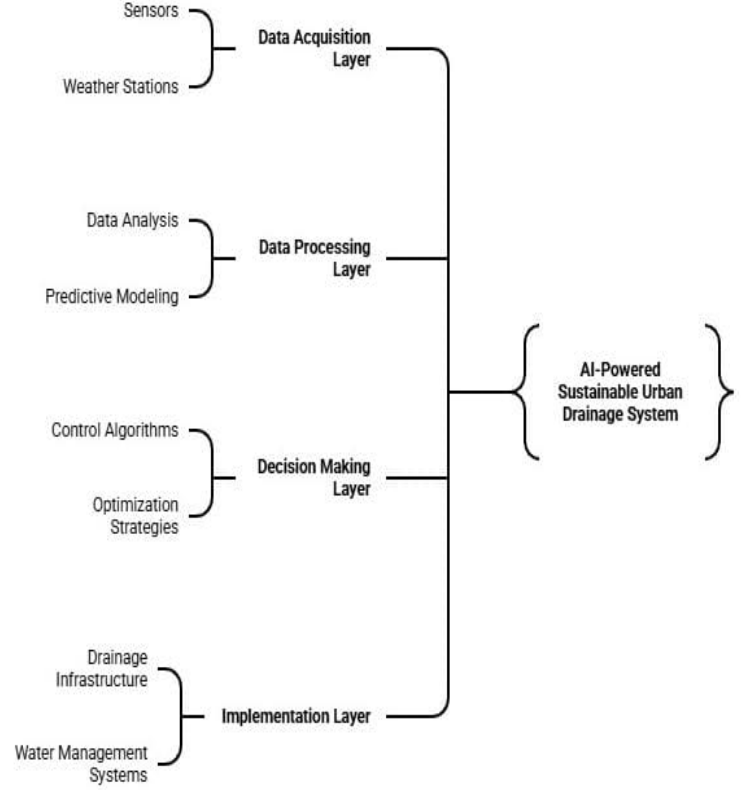 Sensors
Data Acquisition
Layer
Weather Stations
Data Analysis
Data Processing
Layer
Predictive Modeling
AI-Powered
Sustainable Urban
Drainage System
Control Algorithms
Decision Making
Layer
Optimization
Strategies
Drainage
Infrastructure
Implementation Layer
Water Management
Systems